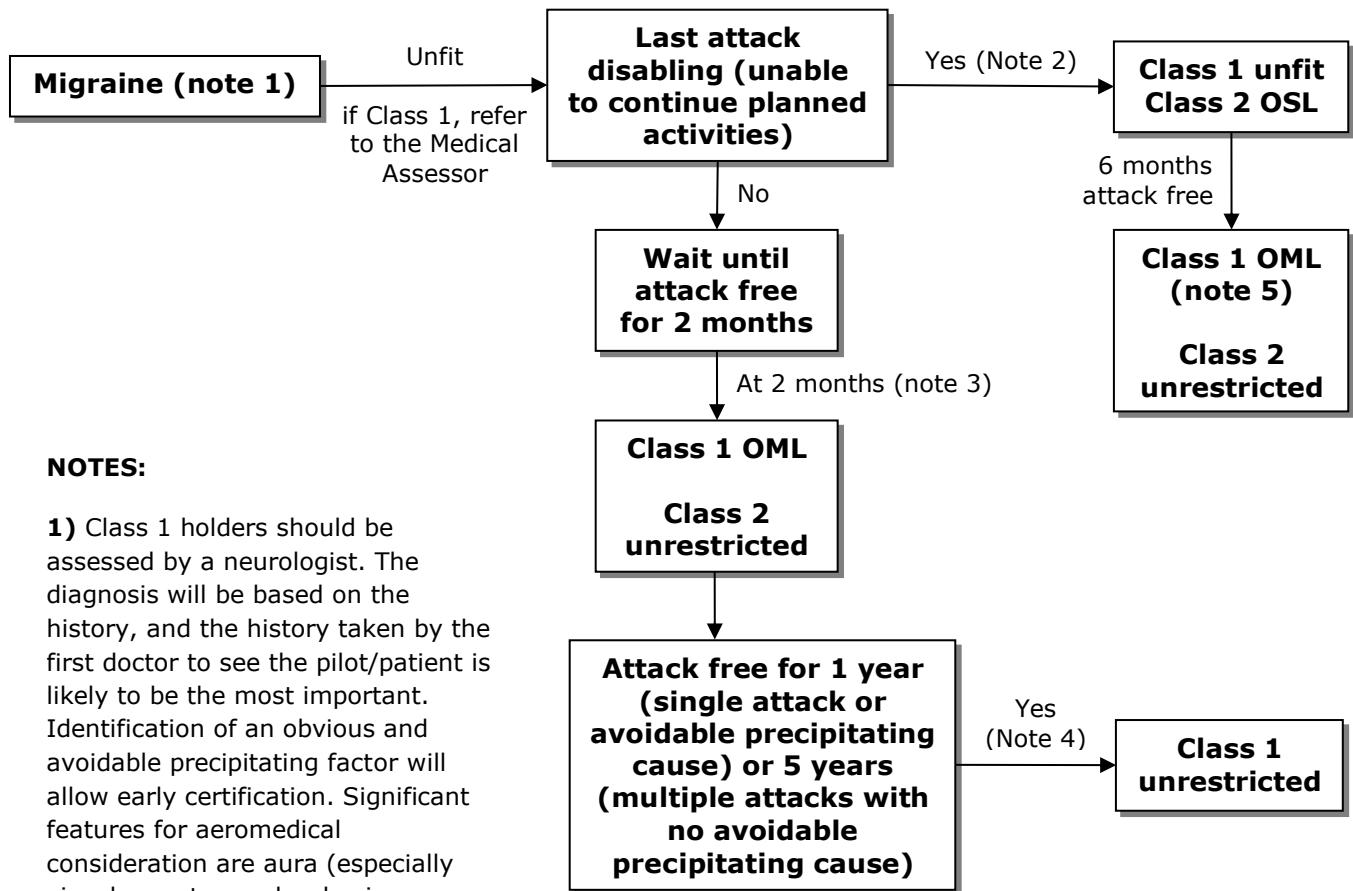 Migraine (note 1)
Unfit
if Class 1, refer
to the Medical
Assessor
Last attack
disabling (unable
to continue planned
activities)
Yes (Note 2)
Class 1 unfit
Class 2 OSL
6 months
attack free
Class 1 OML
(note 5)
Class 2
unrestricted
No
Wait until
attack free
for 2 months
At 2 months (note 3)
Class 1 OML
Class 2
unrestricted
Attack free for 1 year
(single attack or
avoidable precipitating
cause) or 5 years
(multiple attacks with
no avoidable
precipitating cause)
Yes
(Note 4)
Class 1
unrestricted
NOTES:
1) Class 1 holders should be
assessed by a neurologist. The
diagnosis will be based on the
history, and the history taken by the
first doctor to see the pilot/patient is
likely to be the most important.
Identification of an obvious and
avoidable precipitating factor will
allow early certification. Significant
features for aeromedical
consideration are aura (especially